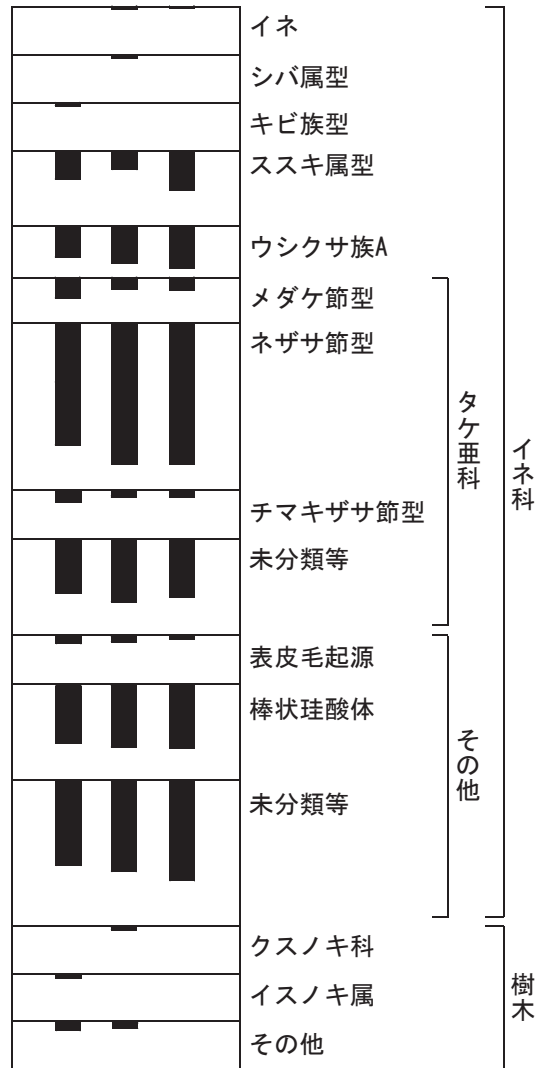 イネ
シバ属型
キビ族型
ススキ属型
ウシクサ族A
メダケ節型
ネザサ節型
チマキザサ節型
未分類等
表皮毛起源
棒状珪酸体
未分類等
クスノキ科
イスノキ属
その他
タケ亜科
その他
イネ科
樹木